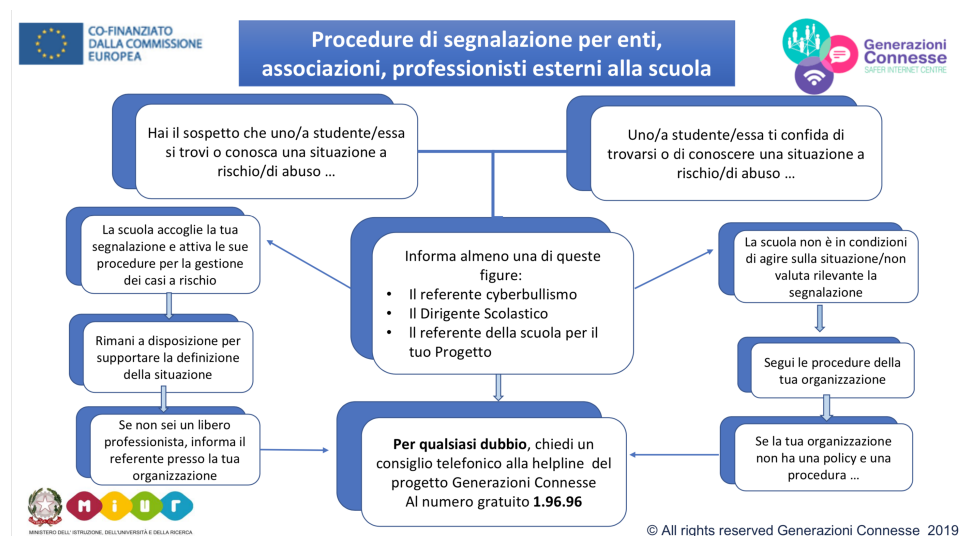 CO-FINANZIATO
DALLA COMMISSIONE
EUROPEA
Procedure di segnalazione per enti,
associazioni, professionisti esterni alla scuola
Generazioni
Connesse
SAFER INTERNET CENTRE
Hai il sospetto che uno/a studente/essa
si trovi o conosca una situazione a
rischio/di abuso …
Uno/a studente/essa ti confida di
trovarsi o di conoscere una situazione a
rischio/di abuso …
La scuola accoglie la tua
segnalazione e attiva le sue
procedure per la gestione
dei casi a rischio
Informa almeno una di queste
figure:
• Il referente cyberbullismo
• Il Dirigente Scolastico
• Il referente della scuola per il
tuo Progetto
La scuola non è in condizioni
di agire sulla situazione/non
valuta rilevante la
segnalazione
Rimani a disposizione per
supportare la definizione
della situazione
Segui le procedure della
tua organizzazione
Se non sei un libero
professionista, informa il
referente presso la tua
organizzazione
Per qualsiasi dubbio, chiedi un
consiglio telefonico alla helpline del
progetto Generazioni Connesse
Al numero gratuito 1.96.96
Se la tua organizzazione
non ha una policy e una
procedura …
miur
MINISTERO DELL' ISTRUZIONE, DELL'UNIVERSITÀ E DELLA RICERCA
© All rights reserved Generazioni Connesse 2019